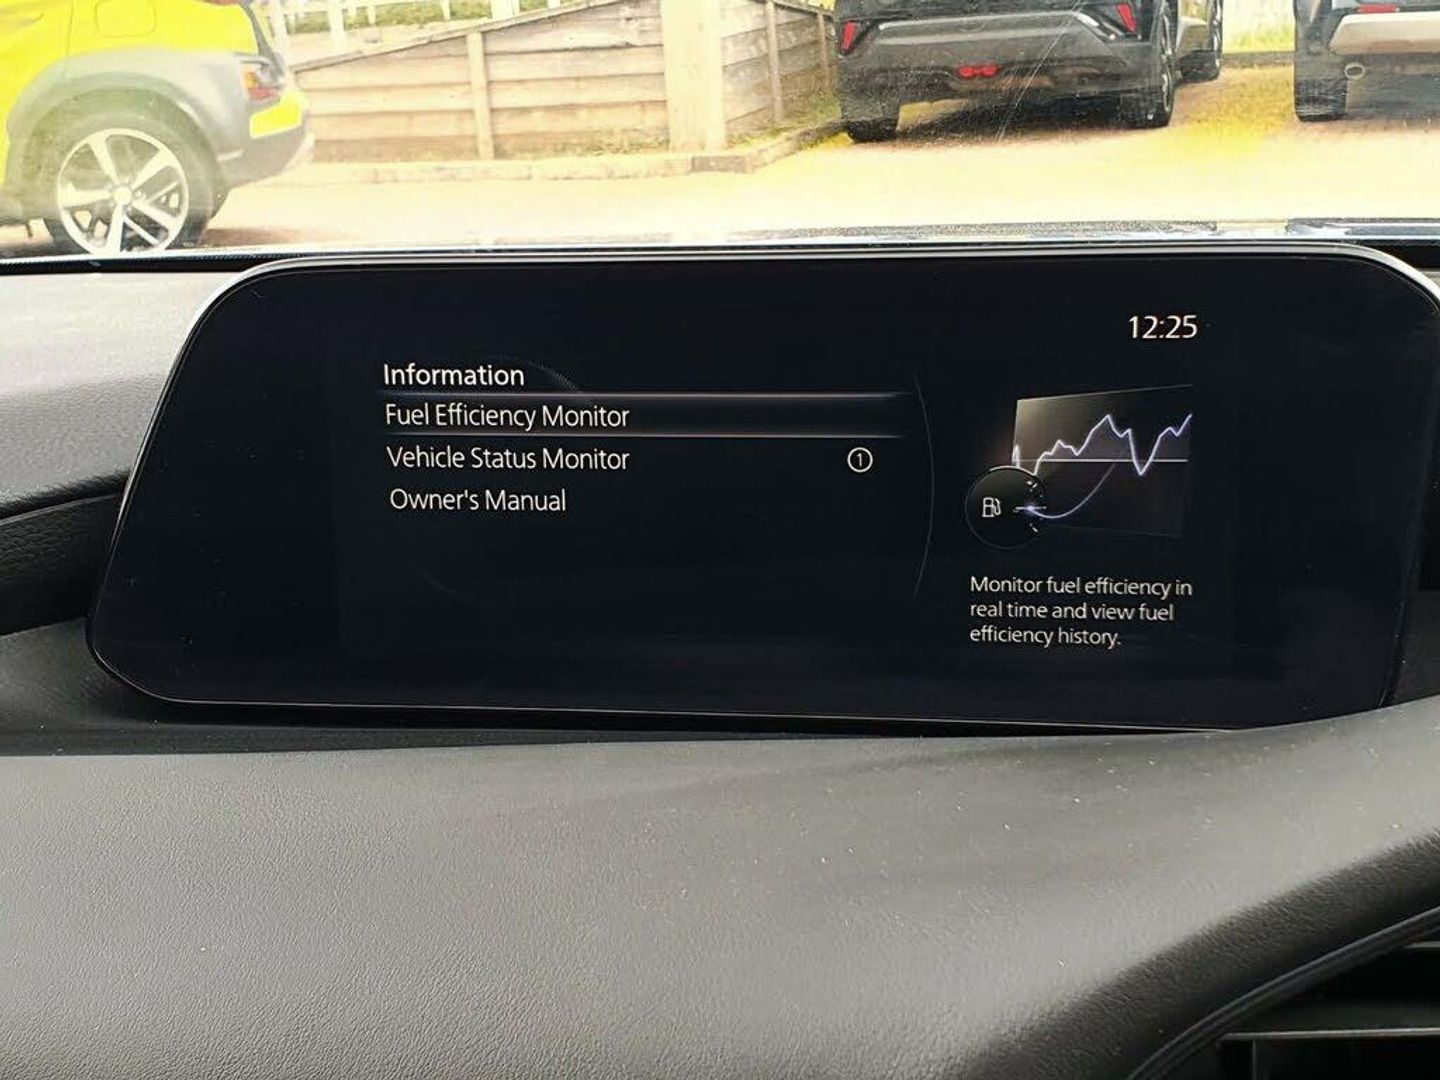 12:25
Information
Fuel Efficiency Monitor
Vehicle Status Monitor 1
Owner's Manual
Monitor fuel efficiency in
real time and view fuel
efficiency history.